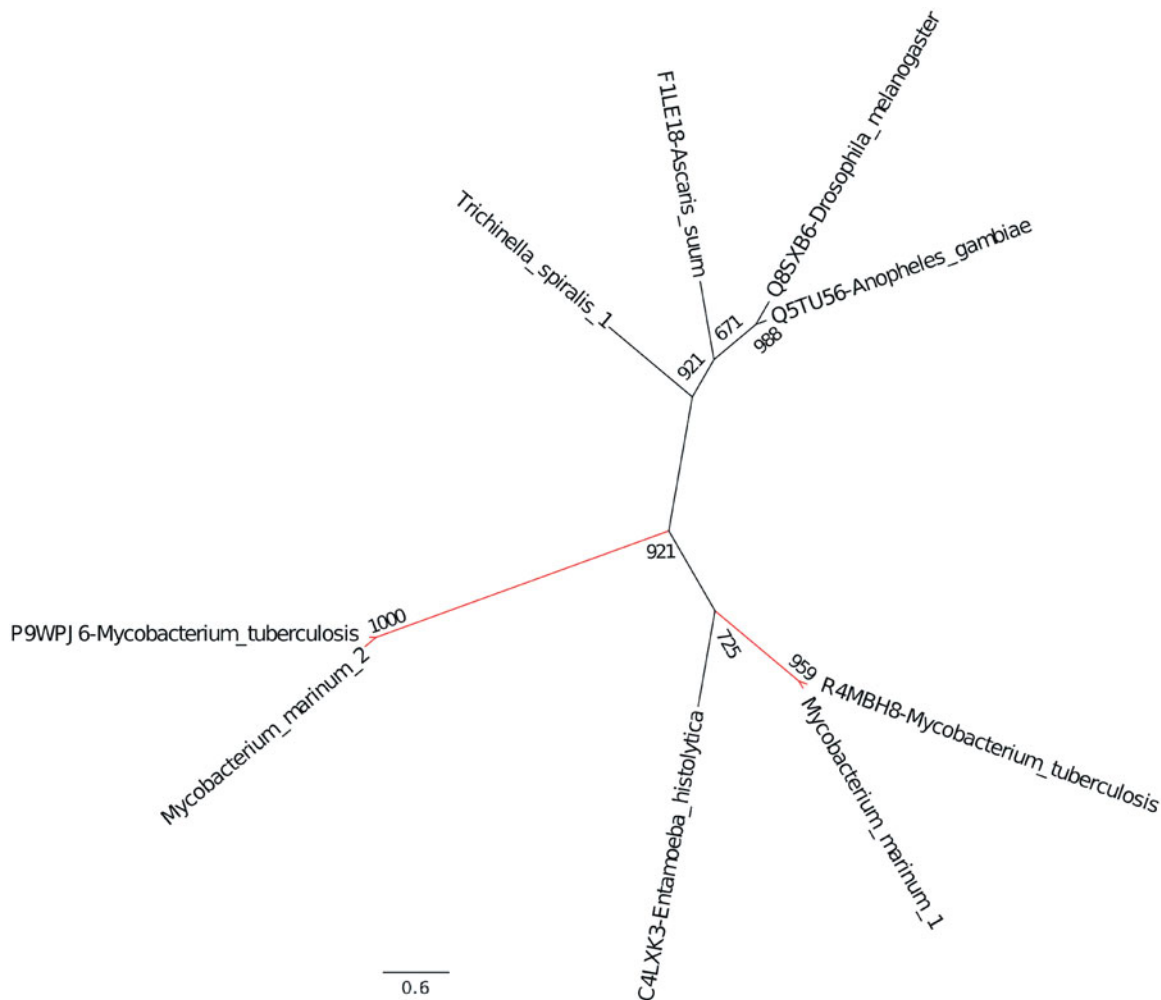 Q8SXB6-Drosophila_melanogaster
F1LE18-Ascaris_suum
Trichinella_spiralis_1
Q5TU56-Anopheles_gambiae
671
988
921
921
1000
P9WPJ6-Mycobacterium_tuberculosis
Mycobacterium_marinum_2
725
959
R4MBH8-Mycobacterium_tuberculosis
Mycobacterium_marinum_1
C4LXK3-Entamoeba_histolytica
0.6